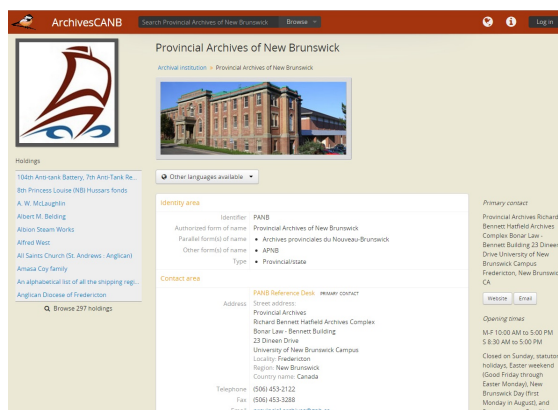 ArchivesCANB
Search Provincial Archives of New Brunswick
Browse
Log in
Provincial Archives of New Brunswick
Archival institution » Provincial Archives of New Brunswick
Holdings
104th Anti-tank Battery, 7th Anti-Tank Re...
8th Princess Louise (NB) Hussars fonds
A. W. McLaughlin
Albert M. Belding
Albion Steam Works
Alfred West
All Saints Church (St. Andrews : Anglican)
Amasa Coy family
An alphabetical list of all the shipping regi...
Anglican Diocese of Fredericton
Browse 297 holdings
Other languages available
Identity area
Identifier PANB
Authorized form of name Provincial Archives of New Brunswick
Parallel form(s) of name • Archives provinciales du Nouveau-Brunswick
Other form(s) of name • APNB
Type • Provincial/state
Contact area
PANB Reference Desk PRIMARY CONTACT
Address Street address:
Provincial Archives
Richard Bennett Hatfield Archives Complex
Bonar Law - Bennett Building
23 Dineen Drive
University of New Brunswick Campus
Locality: Fredericton
Region: New Brunswick
Country name: Canada
Telephone (506) 453-2122
Fax (506) 453-3288
Primary contact
Provincial Archives Richard
Bennett Hatfield Archives
Complex Bonar Law -
Bennett Building 23 Dineen
Drive University of New
Brunswick Campus
Fredericton, New Brunswic
CA
Website Email
Opening times
M-F 10:00 AM to 5:00 PM
S 8:30 AM to 5:00 PM
Closed on Sunday, statutor
holidays, Easter weekend
(Good Friday through
Easter Monday), New
Brunswick Day (first
Monday in August), and